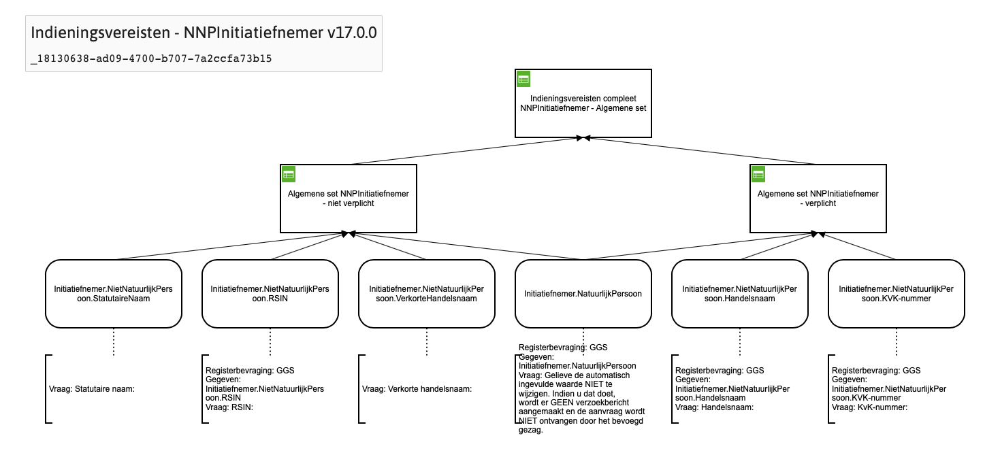 Indieningsvereisten - NNPInitiatiefnemer v17.0.0
_18130638-ad09-4700-b707-7a2ccfa73b15
Indieningsvereisten compleet
NNPInitiatiefnemer - Algemene set
Algemene set NNPInitiatiefnemer
- niet verplicht
Algemene set NNPInitiatiefnemer
- verplicht
Initiatiefnemer.NietNatuurlijkPers
oon.StatutaireNaam
Initiatiefnemer.NietNatuurlijkPers
oon.RSIN
Initiatiefnemer.NietNatuurlijkPer
soon.VerkorteHandelsnaam
Initiatiefnemer.NatuurlijkPersoon
Initiatiefnemer.NietNatuurlijkPer
soon.Handelsnaam
Initiatiefnemer.NietNatuurlijkPer
soon.KVK-nummer
Vraag: Statutaire naam:
Registerbevraging: GGS
Gegeven:
Initiatiefnemer.NietNatuurlijkPers
oon.RSIN
Vraag: RSIN:
Vraag: Verkorte handelsnaam:
Registerbevraging: GGS
Gegeven:
Initiatiefnemer.NatuurlijkPersoon
Vraag: Gelieve de automatisch
ingevulde waarde NIET te
wijzigen. Indien u dat doet,
wordt er GEEN verzoekbericht
aangemaakt en de aanvraag wordt
NIET ontvangen door het bevoegd
gezag.
Registerbevraging: GGS
Gegeven:
Initiatiefnemer.NietNatuurlijkPer
soon.Handelsnaam
Vraag: Handelsnaam:
Registerbevraging: GGS
Gegeven:
Initiatiefnemer.NietNatuurlijkPer
soon.KVK-nummer
Vraag: KvK-nummer: